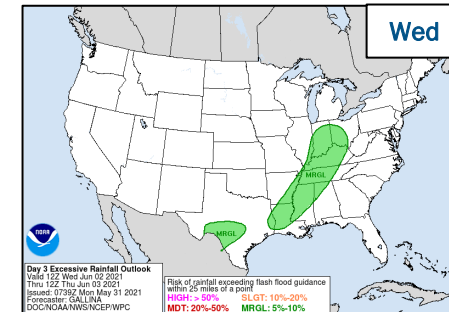 Wed
MRGL
MRGL
NOAA
Day 3 Excessive Rainfall Outlook
Valid 12Z Wed Jun 02 2021
Thru 12Z Thu Jun 03 2021
Issued: 0739Z Mon May 31 2021
Forecaster: GALLINA
DOC/NOAA/NWS/NCEP/WPC
Risk of rainfall exceeding flash flood guidance
within 25 miles of a point
HIGH: > 50% SLGT: 10%-20%
MDT: 20%-50% MRGL: 5%-10%